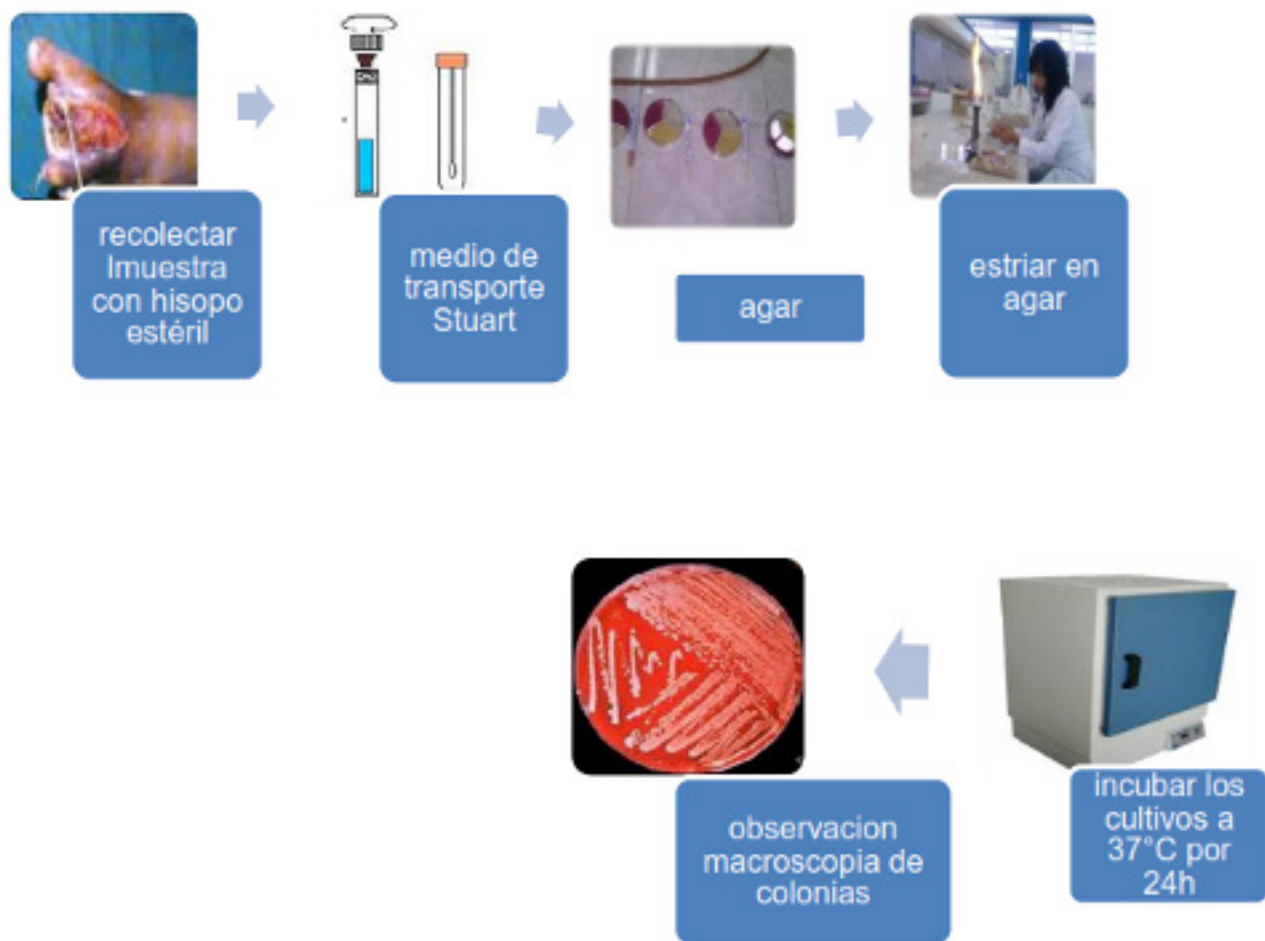 recolectar
lmuestra
con hisopo
estéril
medio de
transporte
Stuart
agar
estriar en
agar
incubar los
cultivos a
37°C por
24h
observacion
macroscopia de
colonias